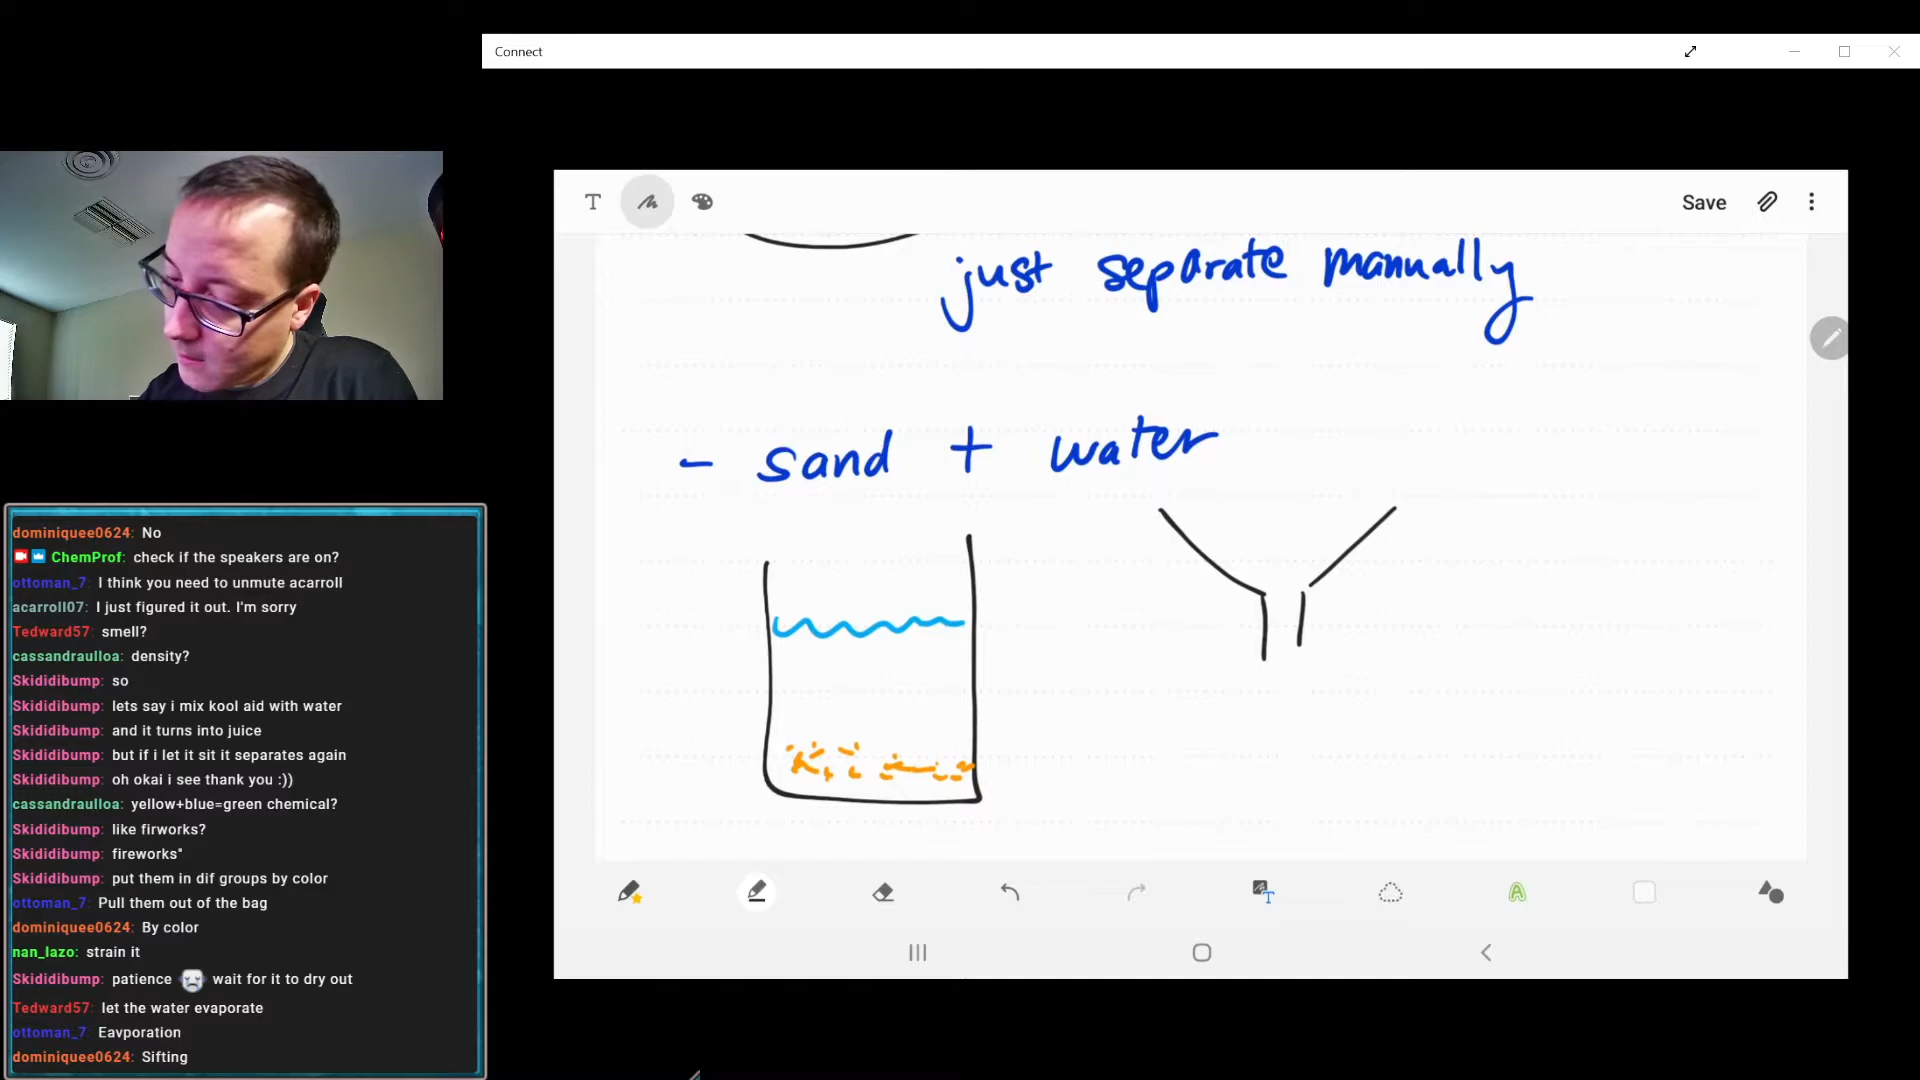 Connect
T
Save
just separate manually
- sand + water
dominiquee0624: No
ChemProf: check if the speakers are on?
ottoman_7: I think you need to unmute acarroll
acarroll07: I just figured it out. I'm sorry
Tedward57: smell?
cassandraulloa: density?
Skididibump: so
Skididibump: lets say i mix kool aid with water
Skididibump: and it turns into juice
Skididibump: but if i let it sit it separates again
Skididibump: oh okai i see thank you :))
cassandraulloa: yellow+blue=green chemical?
Skididibump: like firworks?
Skididibump: fireworks"
Skididibump: put them in dif groups by color
ottoman_7: Pull them out of the bag
dominiquee0624: By color
nan_lazo: strain it
Skididibump: patience wait for it to dry out
Tedward57: let the water evaporate
ottoman_7: Eavporation
dominiquee0624: Sifting
T
A